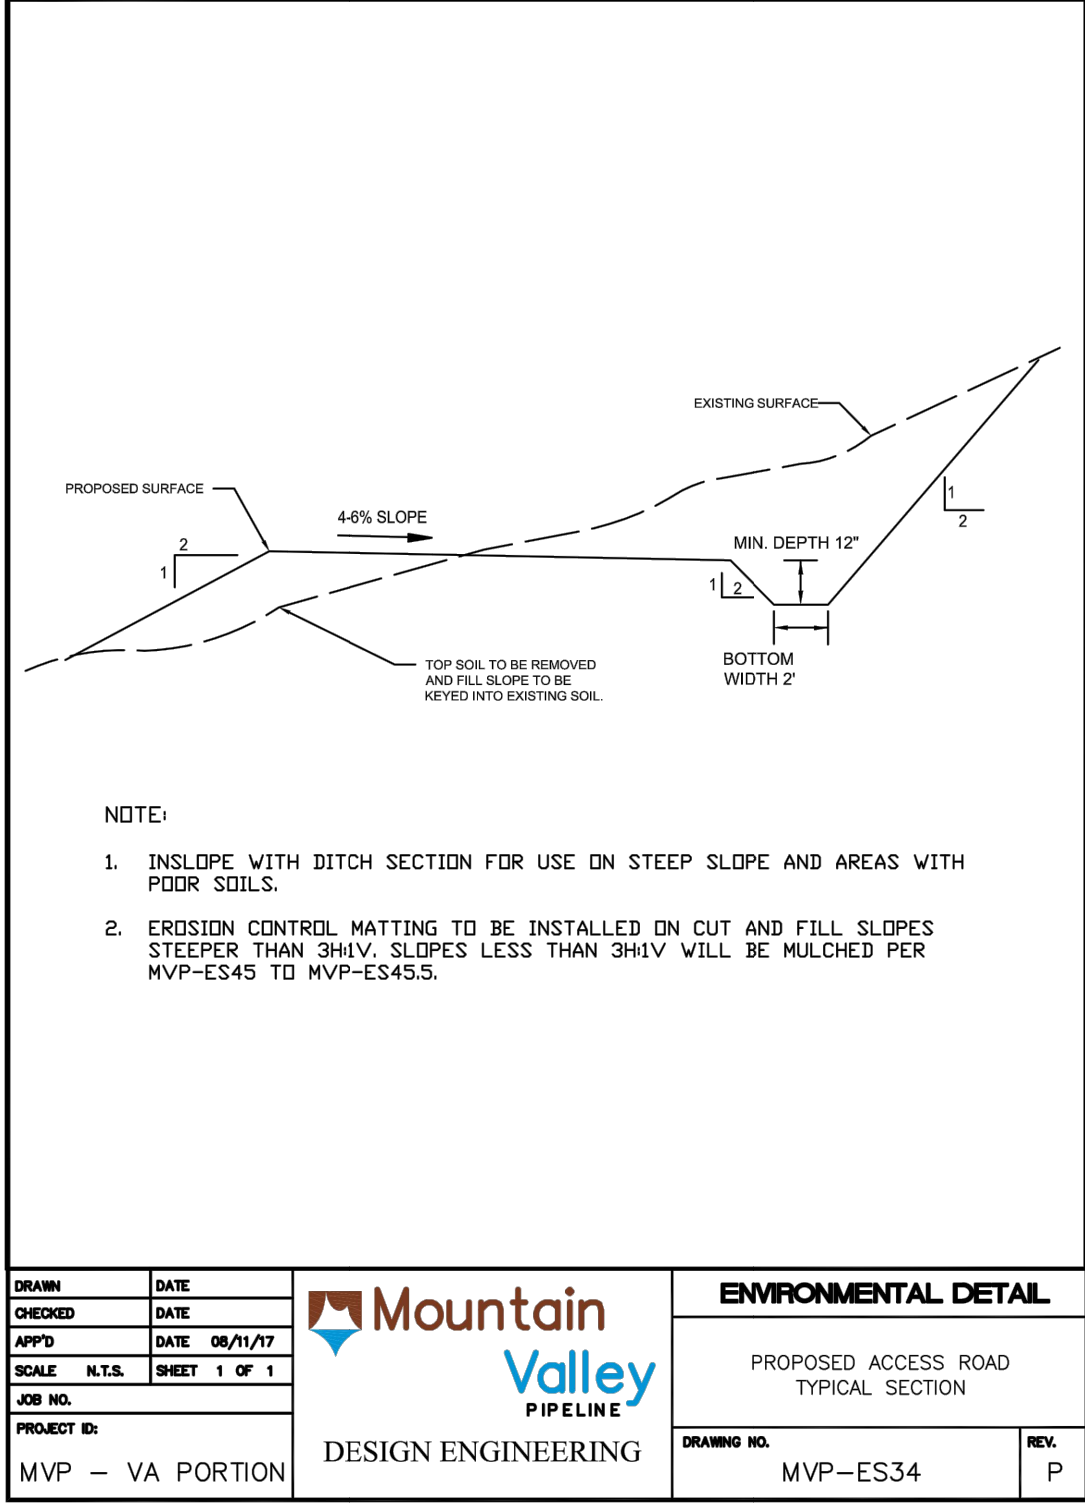 EXISTING SURFACE
PROPOSED SURFACE
4-6% SLOPE
2
1
1
2
MIN. DEPTH 12"
1
2
BOTTOM
WIDTH 2'
TOP SOIL TO BE REMOVED
AND FILL SLOPE TO BE
KEYED INTO EXISTING SOIL.
NOTE:
1. INSLOPE WITH DITCH SECTION FOR USE ON STEEP SLOPE AND AREAS WITH
POOR SOILS.
2. EROSION CONTROL MATTING TO BE INSTALLED ON CUT AND FILL SLOPES
STEEPER THAN 3H:1V. SLOPES LESS THAN 3H:1V WILL BE MULCHED PER
MVP-ES45 TO MVP-ES45.5.
DRAWN DATE
CHECKED DATE
APP'D DATE 08/11/17
SCALE N.T.S. SHEET 1 OF 1
JOB NO.
PROJECT ID:
MVP - VA PORTION
Mountain
Valley
PIPELINE
DESIGN ENGINEERING
ENVIRONMENTAL DETAIL
PROPOSED ACCESS ROAD
TYPICAL SECTION
DRAWING NO.
MVP-ES34
REV.
P